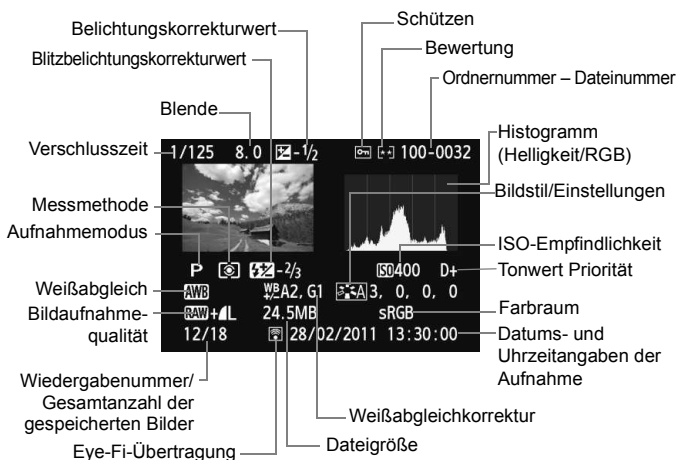 Belichtungskorrekturwert
Schützen
Blitzbelichtungskorrekturwert
Bewertung
Ordnernummer – Dateinummer
Blende
Verschlusszeit
1/125 8.0 -1/2 100-0032
Histogramm
(Helligkeit/RGB)
Messmethode
Bildstil/Einstellungen
Aufnahmemodus
ISO-Empfindlichkeit
P -2/3 ISO400 D+
Tonwert Priorität
Weißabgleich
AWB WB A2, G1 A 3, 0, 0, 0
Bildaufnahme-
qualität
RAW+L 24.5MB sRGB
Farbraum
12/18 28/02/2011 13:30:00
Datums- und
Uhrzeitangaben der
Aufnahme
Wiedergabenummer/
Gesamtanzahl der
gespeicherten Bilder
Weißabgleichkorrektur
Eye-Fi-Übertragung
Dateigröße